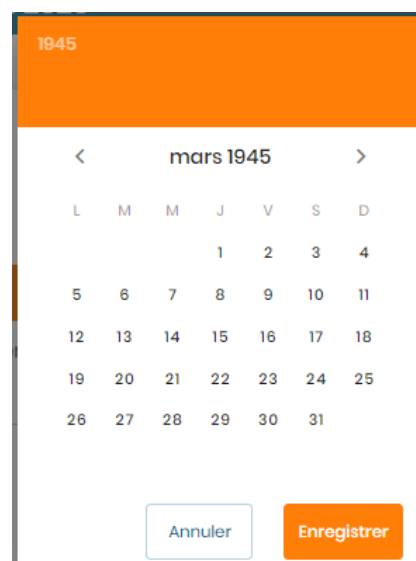 1945
mars 1945
L M M J V S D
1 2 3 4
5 6 7 8 9 10 11
12 13 14 15 16 17 18
19 20 21 22 23 24 25
26 27 28 29 30 31
Annuler Enregistrer